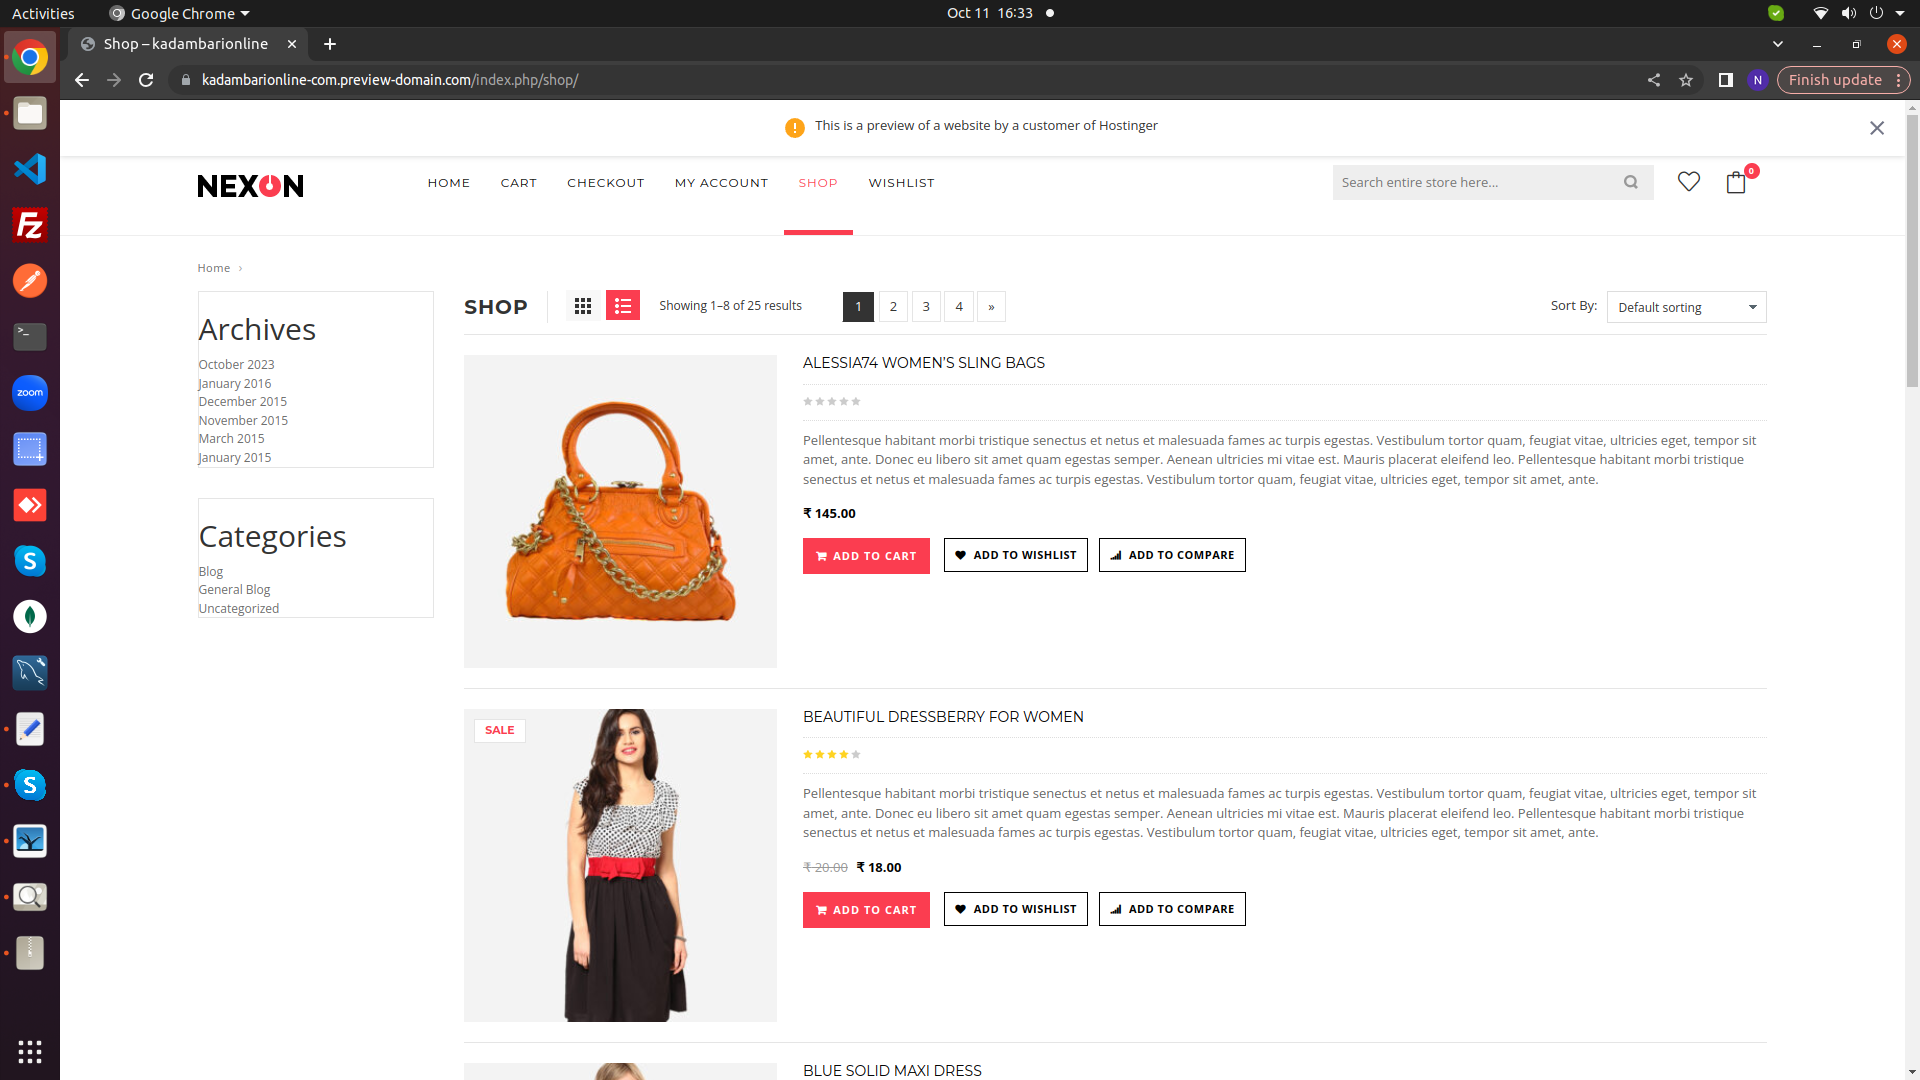 Activities
Google Chrome
Oct 11 16:33
Shop – kadambarionline
kadambarionline-com.preview-domain.com/index.php/shop/
N
Finish update
This is a preview of a website by a customer of Hostinger
NEXON
HOME
CART
CHECKOUT
MY ACCOUNT
SHOP
WISHLIST
Search entire store here...
0
Home ›
Archives
October 2023
January 2016
December 2015
November 2015
March 2015
January 2015
Categories
Blog
General Blog
Uncategorized
SHOP
Showing 1–8 of 25 results
1
2
3
4
»
Sort By:
Default sorting
ALESSIA74 WOMEN’S SLING BAGS
Pellentesque habitant morbi tristique senectus et netus et malesuada fames ac turpis egestas. Vestibulum tortor quam, feugiat vitae, ultricies eget, tempor sit
amet, ante. Donec eu libero sit amet quam egestas semper. Aenean ultricies mi vitae est. Mauris placerat eleifend leo. Pellentesque habitant morbi tristique
senectus et netus et malesuada fames ac turpis egestas. Vestibulum tortor quam, feugiat vitae, ultricies eget, tempor sit amet, ante.
₹ 145.00
ADD TO CART
ADD TO WISHLIST
ADD TO COMPARE
SALE
BEAUTIFUL DRESSBERRY FOR WOMEN
Pellentesque habitant morbi tristique senectus et netus et malesuada fames ac turpis egestas. Vestibulum tortor quam, feugiat vitae, ultricies eget, tempor sit
amet, ante. Donec eu libero sit amet quam egestas semper. Aenean ultricies mi vitae est. Mauris placerat eleifend leo. Pellentesque habitant morbi tristique
senectus et netus et malesuada fames ac turpis egestas. Vestibulum tortor quam, feugiat vitae, ultricies eget, tempor sit amet, ante.
₹ 20.00 ₹ 18.00
ADD TO CART
ADD TO WISHLIST
ADD TO COMPARE
BLUE SOLID MAXI DRESS
FZ
zoom
S
S